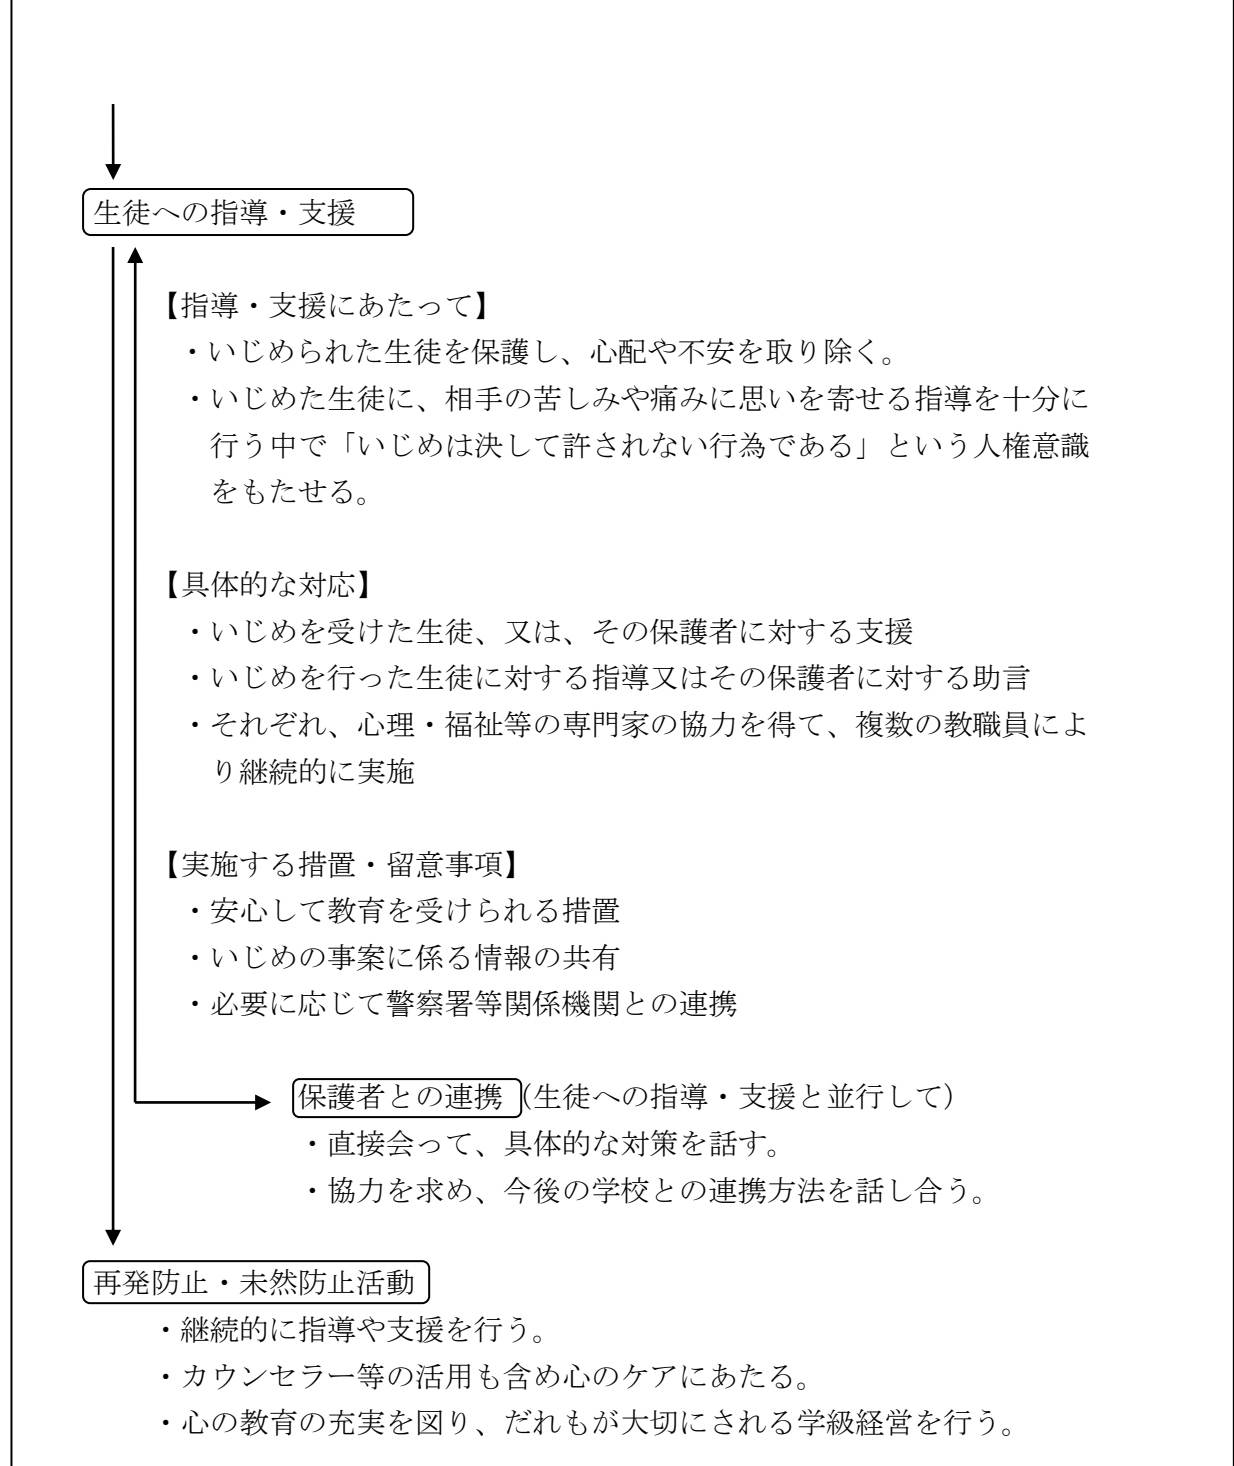 生徒への指導・支援
【指導・支援にあたって】
・いじめられた生徒を保護し、心配や不安を取り除く。
・いじめた生徒に、相手の苦しみや痛みに思いを寄せる指導を十分に
行う中で「いじめは決して許されない行為である」という人権意識
をもたせる。
【具体的な対応】
・いじめを受けた生徒、又は、その保護者に対する支援
・いじめを行った生徒に対する指導又はその保護者に対する助言
・それぞれ、心理・福祉等の専門家の協力を得て、複数の教職員によ
り継続的に実施
【実施する措置・留意事項】
・安心して教育を受けられる措置
・いじめの事案に係る情報の共有
・必要に応じて警察署等関係機関との連携
保護者との連携(生徒への指導・支援と並行して)
・直接会って、具体的な対策を話す。
・協力を求め、今後の学校との連携方法を話し合う。
再発防止・未然防止活動
・継続的に指導や支援を行う。
・カウンセラー等の活用も含め心のケアにあたる。
・心の教育の充実を図り、だれもが大切にされる学級経営を行う。